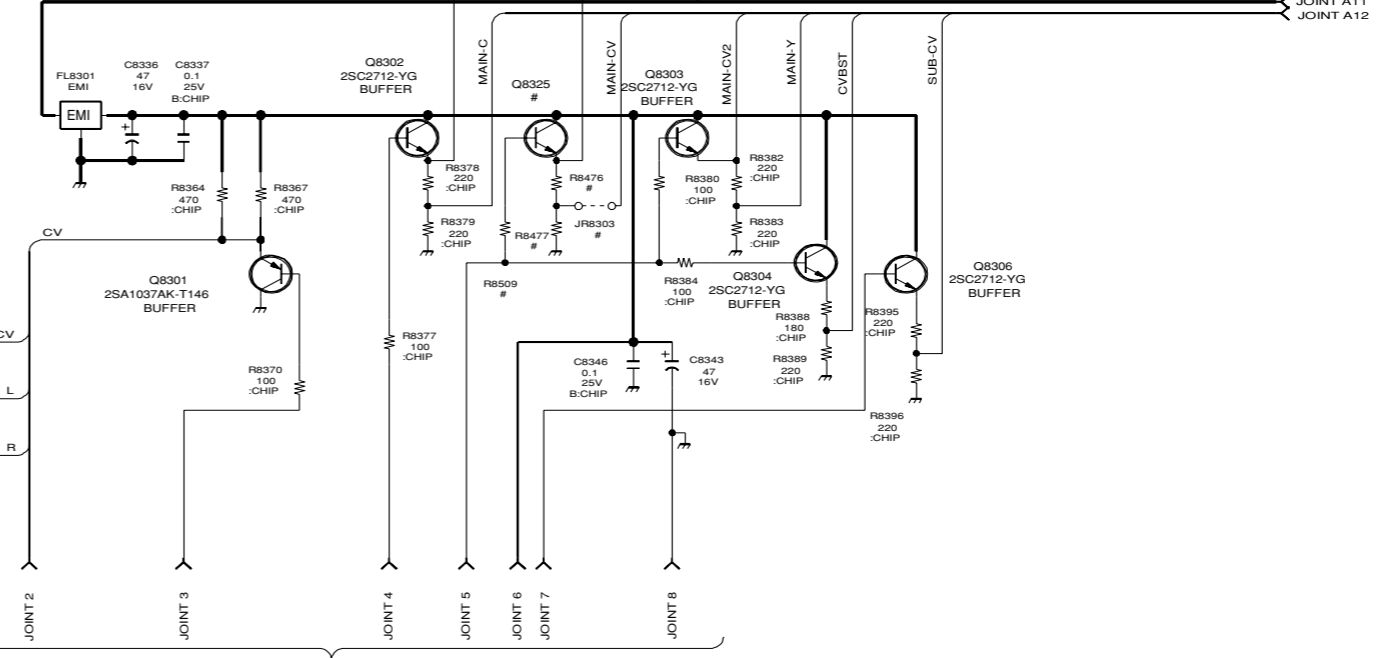 JOINT A11
JOINT A12
MAIN-C
MAIN-CV
MAIN-CV2
MAIN-Y
CVBST
SUB-CV
FL8301
EMI
EMI
C8336
47
16V
+
C8337
0.1
25V
B:CHIP
Q8302
2SC2712-YG
BUFFER
Q8325
#
Q8303
2SC2712-YG
BUFFER
R8364
470
:CHIP
R8367
470
:CHIP
R8378
220
:CHIP
R8379
220
:CHIP
R8476
#
R8477
#
JR8303
#
R8380
100
:CHIP
R8382
220
:CHIP
R8383
220
:CHIP
CV
Q8301
2SA1037AK-T146
BUFFER
R8509
#
R8384
100
:CHIP
Q8304
2SC2712-YG
BUFFER
Q8306
2SC2712-YG
BUFFER
R8388
180
:CHIP
R8395
220
:CHIP
CV
L
R
R8370
100
:CHIP
R8377
100
:CHIP
C8346
0.1
25V
B:CHIP
+
C8343
47
16V
R8389
220
:CHIP
R8396
220
:CHIP
JOINT 2
JOINT 3
JOINT 4
JOINT 5
JOINT 6
JOINT 7
JOINT 8